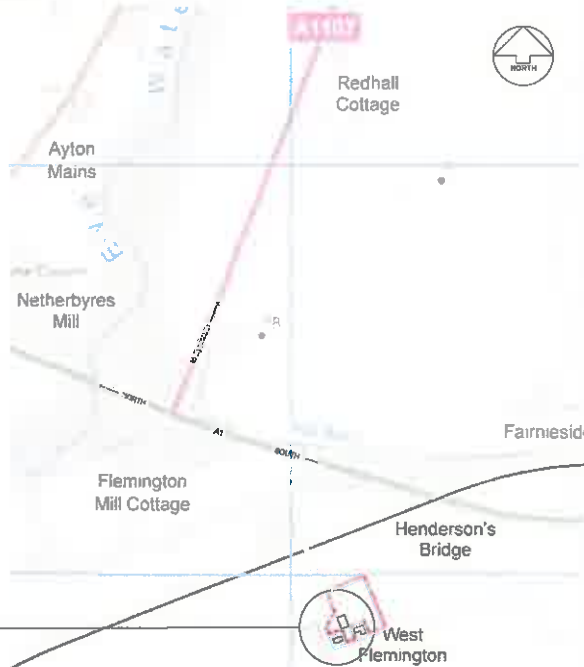 A1107
NORTH
Redhall
Cottage
Ayton
Mains
Netherbyres
Mill
NORTH
A1
SOUTH
Fairnieside
Flemington
Mill Cottage
Henderson's
Bridge
West
Flemington